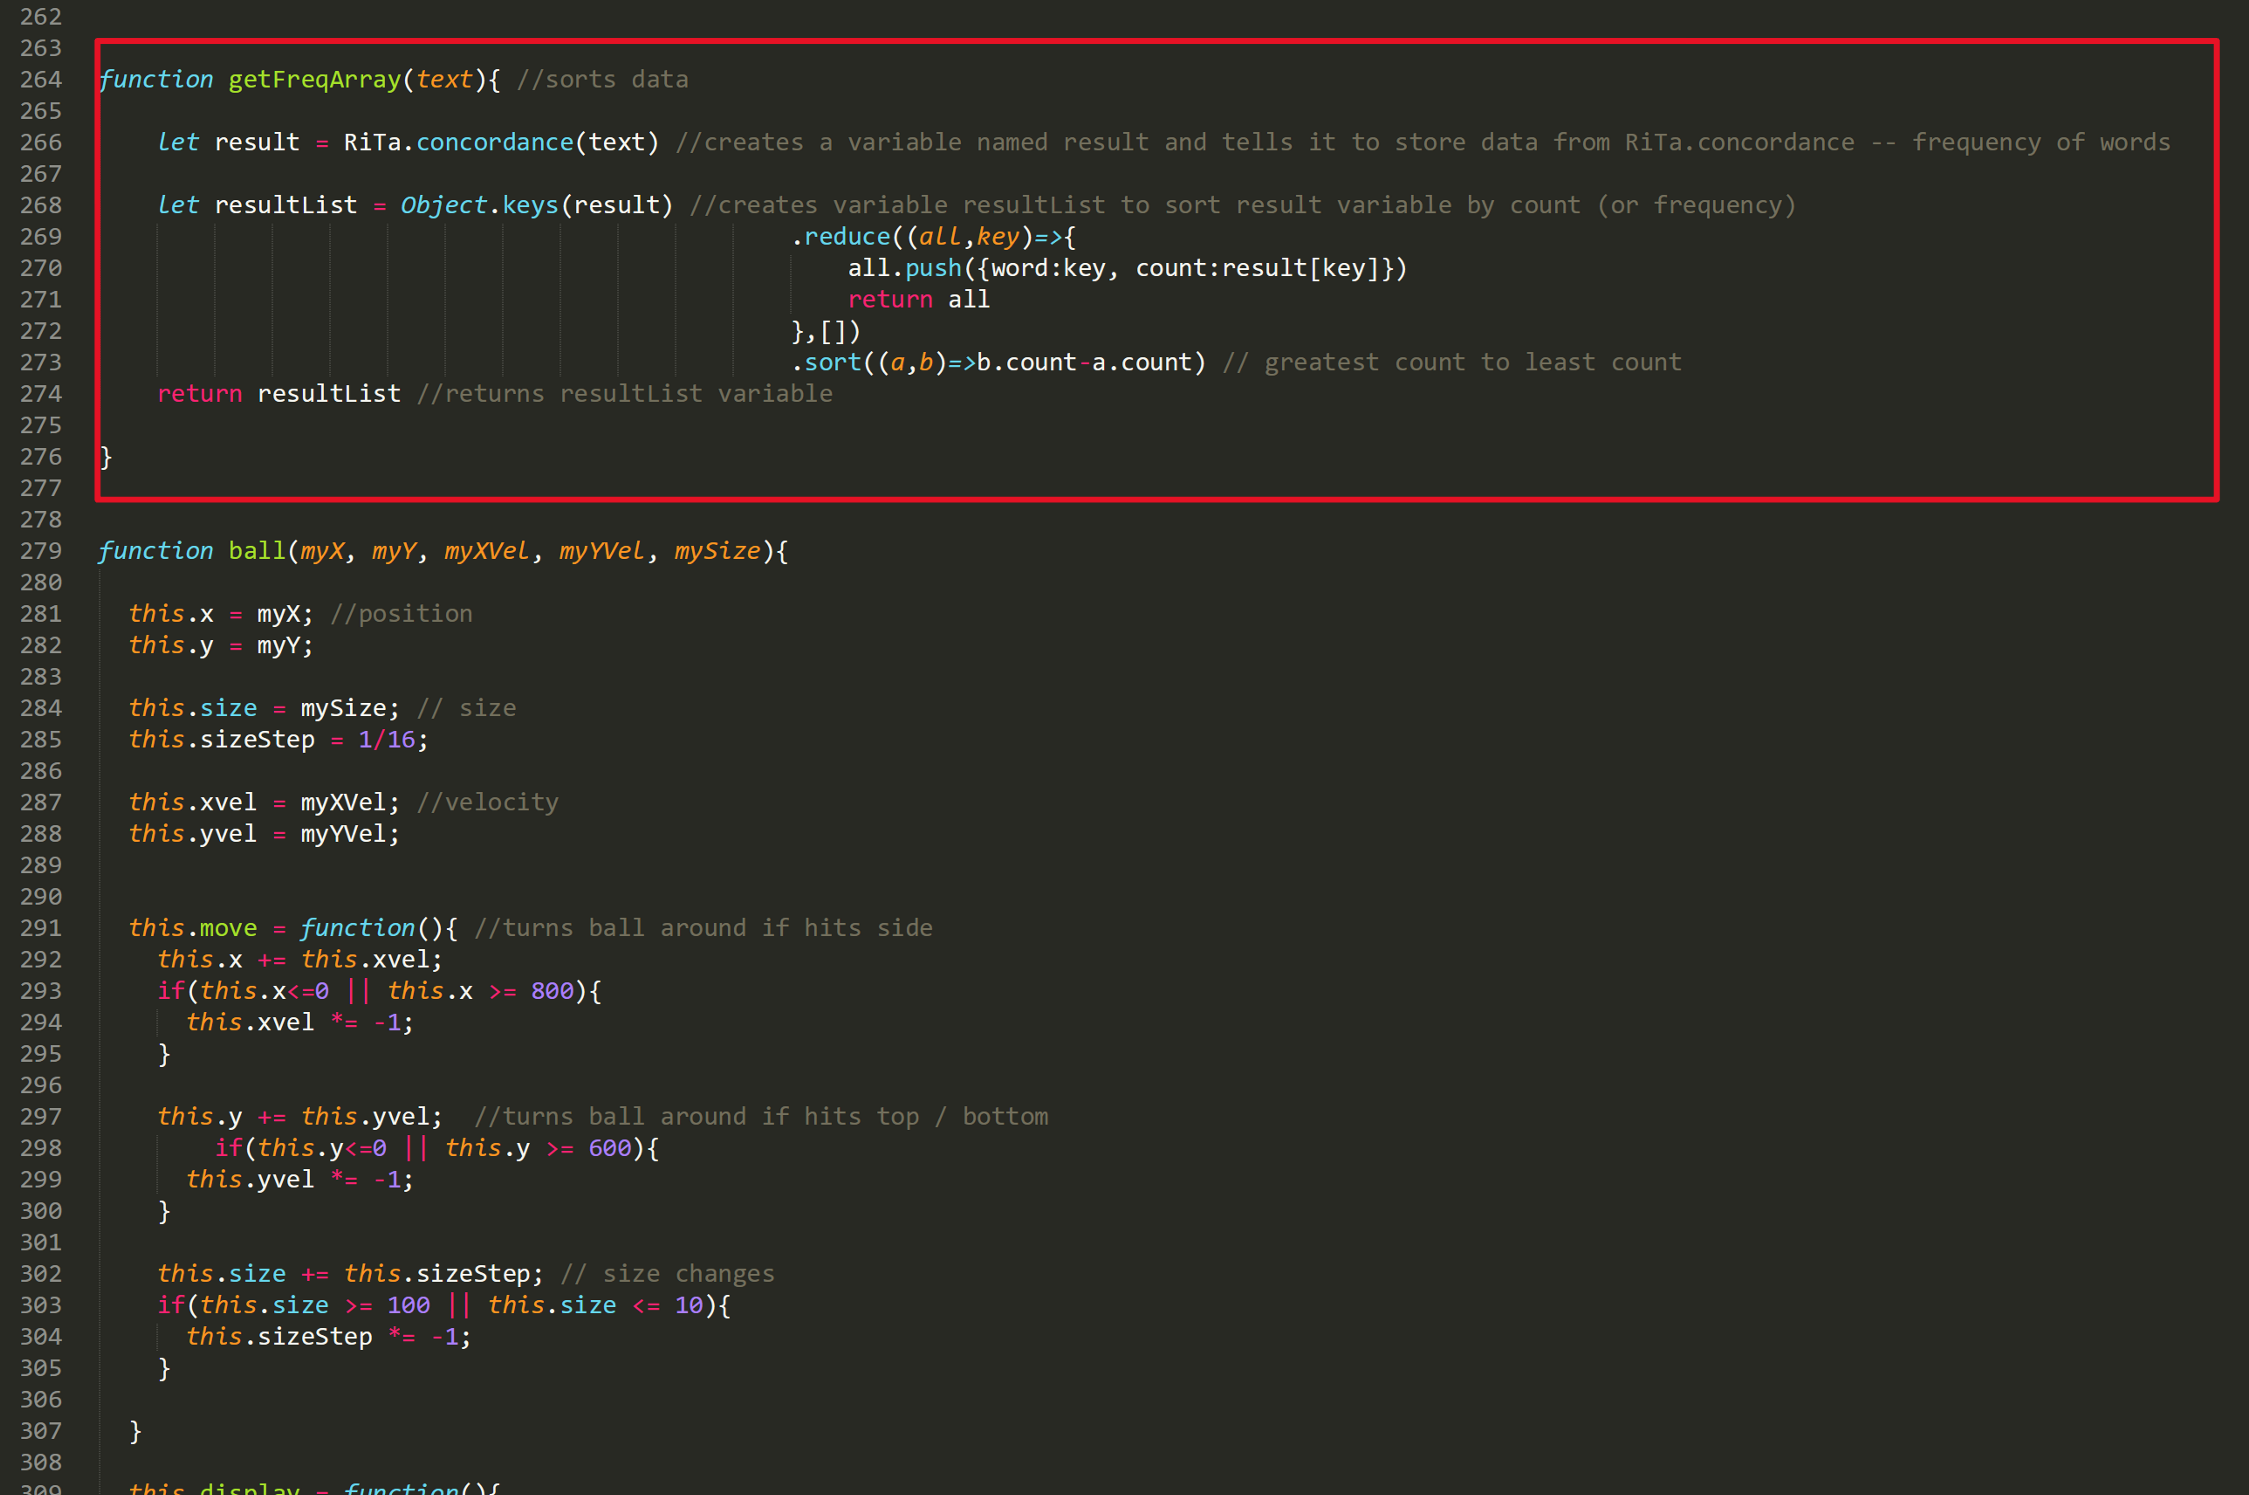 262
263
264 function getFreqArray(text){ //sorts data
265
266 let result = RiTa.concordance(text) //creates a variable named result and tells it to store data from RiTa.concordance -- frequency of words
267
268 let resultList = Object.keys(result) //creates variable resultList to sort result variable by count (or frequency)
269 .reduce((all,key)=>{
270 all.push({word:key, count:result[key]})
271 return all
272 },[])
273 .sort((a,b)=>b.count-a.count) // greatest count to least count
274 return resultList //returns resultList variable
275
276 }
277
278
279 function ball(myX, myY, myXVel, myYVel, mySize){
280
281 this.x = myX; //position
282 this.y = myY;
283
284 this.size = mySize; // size
285 this.sizeStep = 1/16;
286
287 this.xvel = myXVel; //velocity
288 this.yvel = myYVel;
289
290
291 this.move = function(){ //turns ball around if hits side
292 this.x += this.xvel;
293 if(this.x<=0 || this.x >= 800){
294 this.xvel *= -1;
295 }
296
297 this.y += this.yvel; //turns ball around if hits top / bottom
298 if(this.y<=0 || this.y >= 600){
299 this.yvel *= -1;
300 }
301
302 this.size += this.sizeStep; // size changes
303 if(this.size >= 100 || this.size <= 10){
304 this.sizeStep *= -1;
305 }
306
307 }
308
309 this.display = function(){